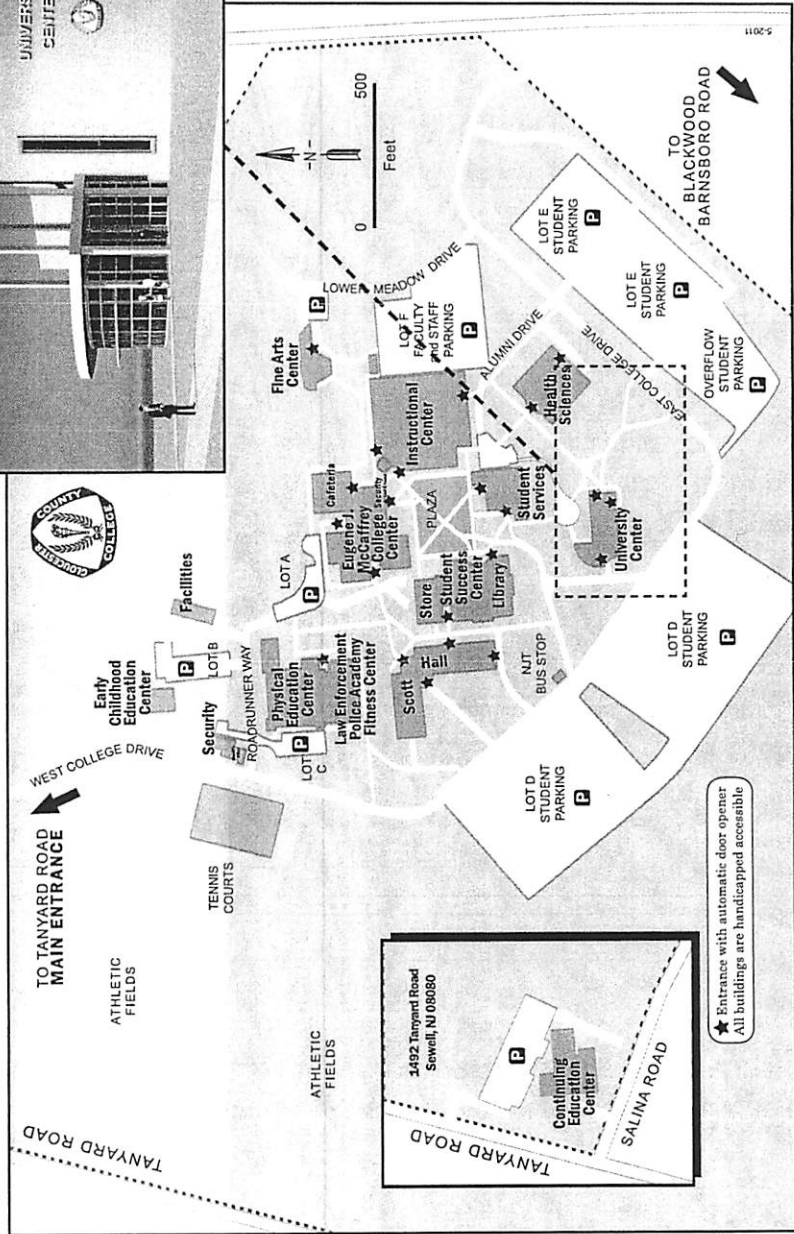 UNIVERS
CENTE
GLOUCESTER
COUNTY
COLLEGE
TO TANYARD ROAD
MAIN ENTRANCE
ATHLETIC
FIELDS
TANYARD ROAD
WEST COLLEGE DRIVE
Early
Childhood
Education
Center
Facilities
P
LOT B
Security
ROADRUNNER WAY
TENNIS
COURTS
P
LOT
C
Physical
Education
Center
Law Enforcement
Police Academy
Fitness Center
LOT A
P
ATHLETIC
FIELDS
Fine Arts
Center
P
LOWER MEADOW DRIVE
-N-
0
500
Feet
Cafeteria
Eugene J.
McCaffrey
College
Center
Security
Instructional
Center
LOT F
FACULTY
and STAFF
PARKING
P
PLAZA
Store
Student
Success
Center
Library
Scott
Hall
Student
Services
ALUMNI DRIVE
Health
Sciences
EAST COLLEGE DRIVE
University
Center
NJT
BUS STOP
LOT D
STUDENT
PARKING
P
LOT D
STUDENT
PARKING
P
LOT E
STUDENT
PARKING
P
LOT E
STUDENT
PARKING
P
OVERFLOW
STUDENT
PARKING
P
TO
BLACKWOOD
BARNSBORO ROAD
5-2011
1492 Tanyard Road
Sewell, NJ 08080
P
Continuing
Education
Center
TANYARD ROAD
SALINA ROAD
★ Entrance with automatic door opener
All buildings are handicapped accessible